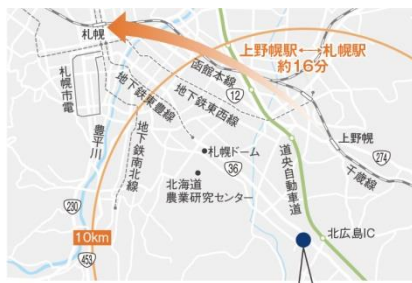 札幌
上野幌駅⟷札幌駅
約16分
函館本線
札幌市電
地下鉄東豊線
地下鉄東西線
12
豊平川
地下鉄南北線
札幌ドーム
36
北海道
農業研究センター
道央自動車道
上野幌
274
千歳線
230
10km
453
北広島IC